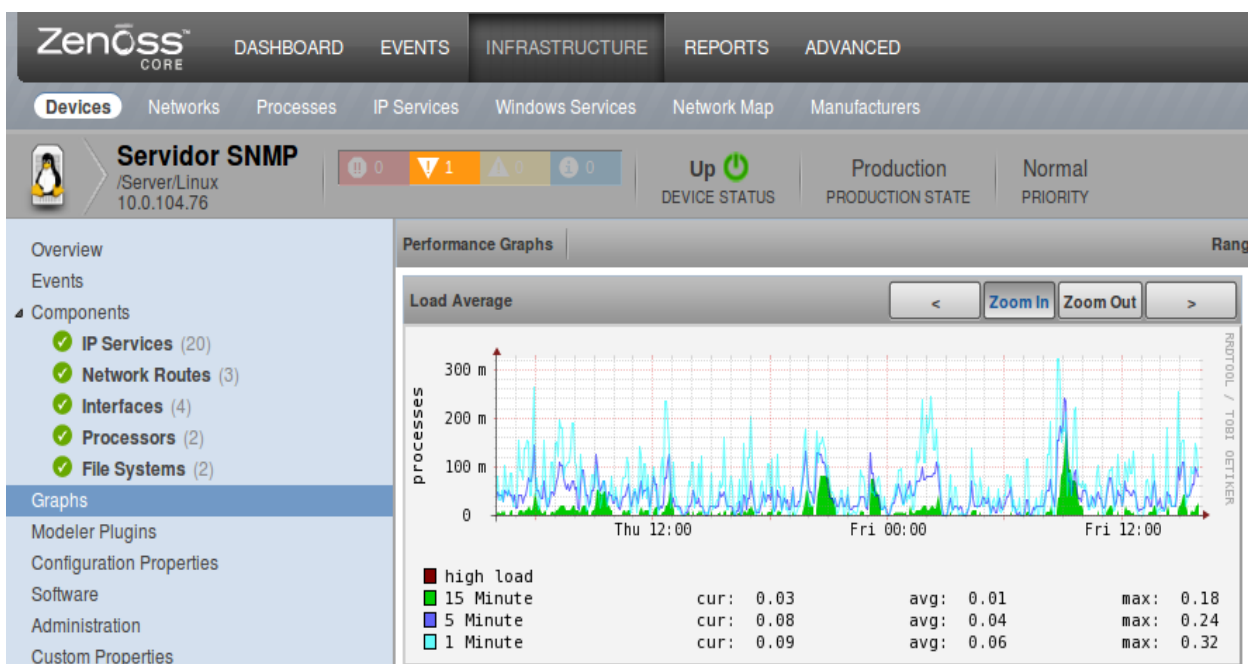 Zenōss™ CORE DASHBOARD EVENTS INFRASTRUCTURE REPORTS ADVANCED
Devices Networks Processes IP Services Windows Services Network Map Manufacturers
Servidor SNMP
/Server/Linux
10.0.104.76
0 1 0 0
Up
DEVICE STATUS
Production
PRODUCTION STATE
Normal
PRIORITY
Overview
Events
Components
IP Services (20)
Network Routes (3)
Interfaces (4)
Processors (2)
File Systems (2)
Graphs
Modeler Plugins
Configuration Properties
Software
Administration
Custom Properties
Performance Graphs
Load Average < Zoom In Zoom Out >
RRDTOOL / TOBI OETIKER
processes
300 m
200 m
100 m
0
Thu 12:00 Fri 00:00 Fri 12:00
high load
15 Minute cur: 0.03 avg: 0.01 max: 0.18
5 Minute cur: 0.08 avg: 0.04 max: 0.24
1 Minute cur: 0.09 avg: 0.06 max: 0.32